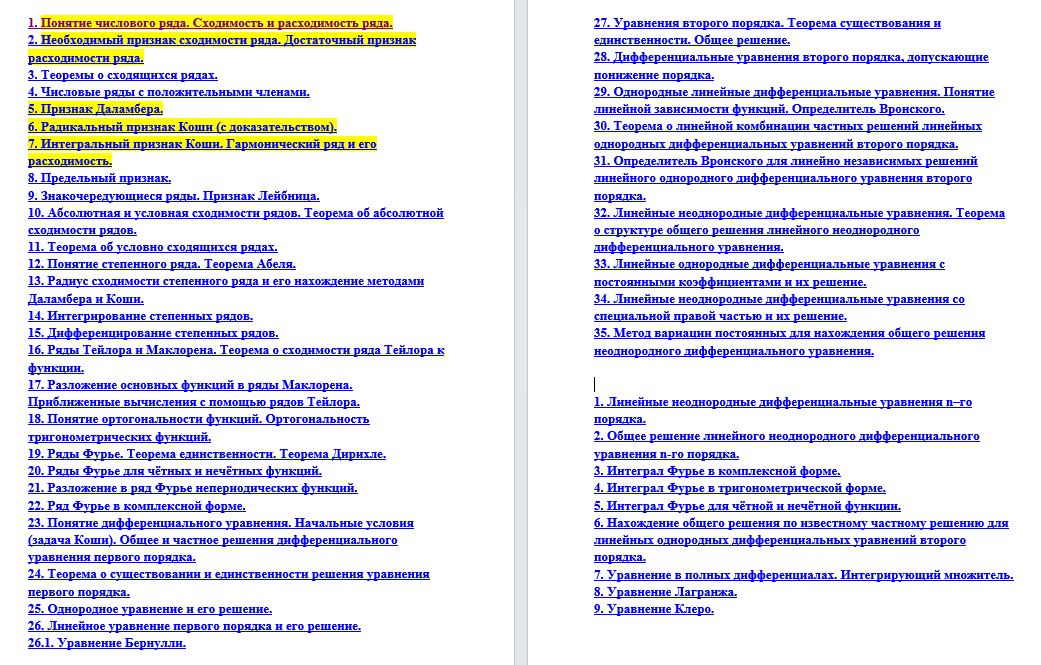 1. Понятие числового ряда. Сходимость и расходимость ряда.
2. Необходимый признак сходимости ряда. Достаточный признак
расходимости ряда.
3. Теоремы о сходящихся рядах.
4. Числовые ряды с положительными членами.
5. Признак Даламбера.
6. Радикальный признак Коши (с доказательством).
7. Интегральный признак Коши. Гармонический ряд и его
расходимость.
8. Предельный признак.
9. Знакочередующиеся ряды. Признак Лейбница.
10. Абсолютная и условная сходимости рядов. Теорема об абсолютной
сходимости рядов.
11. Теорема об условно сходящихся рядах.
12. Понятие степенного ряда. Теорема Абеля.
13. Радиус сходимости степенного ряда и его нахождение методами
Даламбера и Коши.
14. Интегрирование степенных рядов.
15. Дифференцирование степенных рядов.
16. Ряды Тейлора и Маклорена. Теорема о сходимости ряда Тейлора к
функции.
17. Разложение основных функций в ряды Маклорена.
Приближенные вычисления с помощью рядов Тейлора.
18. Понятие ортогональности функций. Ортогональность
тригонометрических функций.
19. Ряды Фурье. Теорема единственности. Теорема Дирихле.
20. Ряды Фурье для чётных и нечётных функций.
21. Разложение в ряд Фурье непериодических функций.
22. Ряд Фурье в комплексной форме.
23. Понятие дифференциального уравнения. Начальные условия
(задача Коши). Общее и частное решения дифференциального
уравнения первого порядка.
24. Теорема о существовании и единственности решения уравнения
первого порядка.
25. Однородное уравнение и его решение.
26. Линейное уравнение первого порядка и его решение.
26.1. Уравнение Бернулли.
27. Уравнения второго порядка. Теорема существования и
единственности. Общее решение.
28. Дифференциальные уравнения второго порядка, допускающие
понижение порядка.
29. Однородные линейные дифференциальные уравнения. Понятие
линейной зависимости функций. Определитель Вронского.
30. Теорема о линейной комбинации частных решений линейных
однородных дифференциальных уравнений второго порядка.
31. Определитель Вронского для линейно независимых решений
линейного однородного дифференциального уравнения второго
порядка.
32. Линейные неоднородные дифференциальные уравнения. Теорема
о структуре общего решения линейного неоднородного
дифференциального уравнения.
33. Линейные однородные дифференциальные уравнения с
постоянными коэффициентами и их решение.
34. Линейные неоднородные дифференциальные уравнения со
специальной правой частью и их решение.
35. Метод вариации постоянных для нахождения общего решения
неоднородного дифференциального уравнения.
1. Линейные неоднородные дифференциальные уравнения n–го
порядка.
2. Общее решение линейного неоднородного дифференциального
уравнения n-го порядка.
3. Интеграл Фурье в комплексной форме.
4. Интеграл Фурье в тригонометрической форме.
5. Интеграл Фурье для чётной и нечётной функции.
6. Нахождение общего решения по известному частному решению для
линейных однородных дифференциальных уравнений второго
порядка.
7. Уравнение в полных дифференциалах. Интегрирующий множитель.
8. Уравнение Лагранжа.
9. Уравнение Клеро.